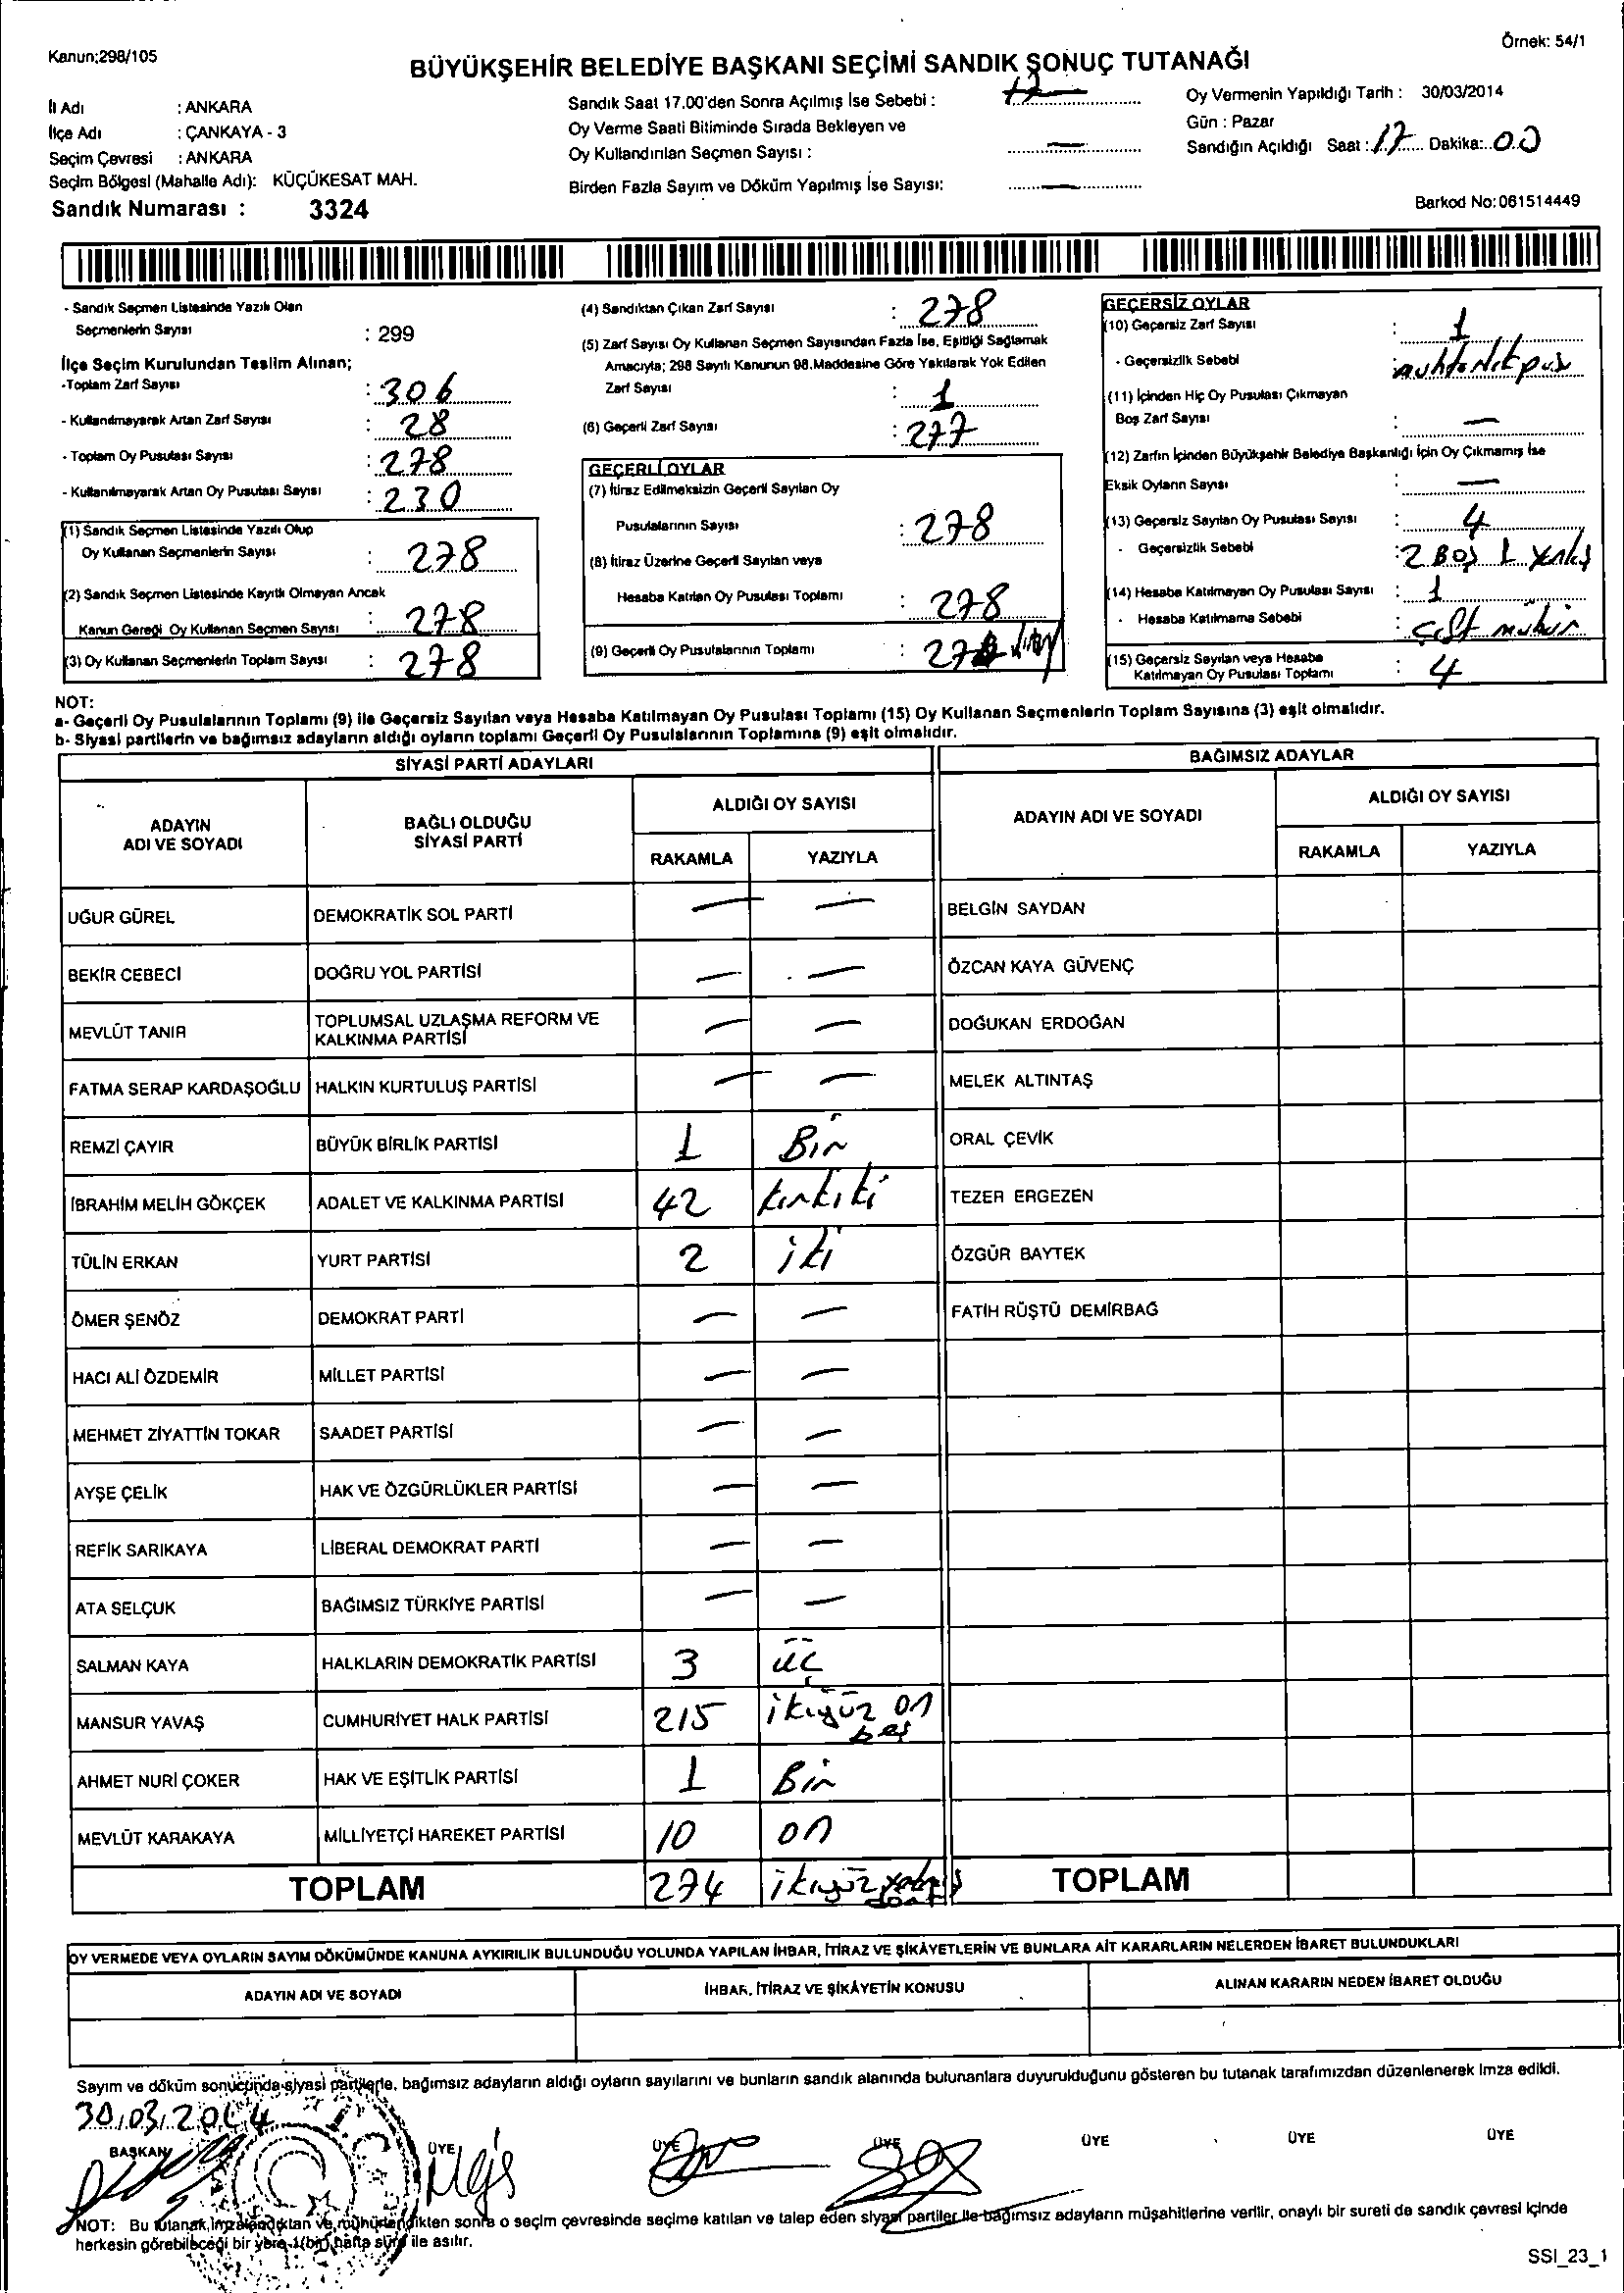 Kanun;298/105
Örnek: 54/1
BÜYÜKŞEHİR BELEDİYE BAŞKANI SEÇİMİ SANDIK SONUÇ TUTANAĞI
İl Adı : ANKARA
İlçe Adı : ÇANKAYA - 3
Seçim Çevresi : ANKARA
Seçim Bölgesi (Mahalle Adı): KÜÇÜKESAT MAH.
Sandık Numarası : 3324
Sandık Saat 17.00'den Sonra Açılmış İse Sebebi :
Oy Verme Saati Bitiminde Sırada Bekleyen ve
Oy Kullandırılan Seçmen Sayısı : —
Birden Fazla Sayım ve Döküm Yapılmış İse Sayısı: —
Oy Vermenin Yapıldığı Tarih : 30/03/2014
Gün : Pazar
Sandığın Açıldığı Saat : 17 Dakika: 00
Barkod No:061514449
- Sandık Seçmen Listesinde Yazılı Olan
Seçmenlerin Sayısı : 299
İlçe Seçim Kurulundan Teslim Alınan;
-Toplam Zarf Sayısı : 306
- Kullanılmayarak Artan Zarf Sayısı : 28
- Toplam Oy Pusulası Sayısı : 278
- Kullanılmayarak Artan Oy Pusulası Sayısı : 230
(1) Sandık Seçmen Listesinde Yazılı Olup
Oy Kullanan Seçmenlerin Sayısı : 278
(2) Sandık Seçmen Listesinde Kayıtlı Olmayan Ancak
Kanun Gereği Oy Kullanan Seçmen Sayısı : 278
(3) Oy Kullanan Seçmenlerin Toplam Sayısı : 278
(4) Sandıktan Çıkan Zarf Sayısı : 278
(5) Zarf Sayısı Oy Kullanan Seçmen Sayısından Fazla İse, Eşitliği Sağlamak
Amacıyla; 298 Sayılı Kanunun 98.Maddesine Göre Yakılarak Yok Edilen
Zarf Sayısı : 1
(6) Geçerli Zarf Sayısı : 277
GEÇERLİ OYLAR
(7) İtiraz Edilmeksizin Geçerli Sayılan Oy
Pusulalarının Sayısı : 278
(8) İtiraz Üzerine Geçerli Sayılan veya
Hesaba Katılan Oy Pusulası Toplamı : 278
(9) Geçerli Oy Pusulalarının Toplamı :
GEÇERSİZ OYLAR
(10) Geçersiz Zarf Sayısı : 1
- Geçersizlik Sebebi :
(11) İçinden Hiç Oy Pusulası Çıkmayan
Boş Zarf Sayısı : —
(12) Zarfın İçinden Büyükşehir Belediye Başkanlığı İçin Oy Çıkmamış İse
Eksik Oyların Sayısı : —
(13) Geçersiz Sayılan Oy Pusulası Sayısı : 4
- Geçersizlik Sebebi : 2 Boş 1 yanlış
(14) Hesaba Katılmayan Oy Pusulası Sayısı : 1
- Hesaba Katılmama Sebebi : çift mühür
(15) Geçersiz Sayılan veya Hesaba
Katılmayan Oy Pusulası Toplamı : 4
NOT:
a- Geçerli Oy Pusulalarının Toplamı (9) ile Geçersiz Sayılan veya Hesaba Katılmayan Oy Pusulası Toplamı (15) Oy Kullanan Seçmenlerin Toplam Sayısına (3) eşit olmalıdır.
b- Siyasi partilerin ve bağımsız adayların aldığı oyların toplamı Geçerli Oy Pusulalarının Toplamına (9) eşit olmalıdır.
SİYASİ PARTİ ADAYLARI
BAĞIMSIZ ADAYLAR
ADAYIN ADI VE SOYADI
BAĞLI OLDUĞU SİYASİ PARTİ
ALDIĞI OY SAYISI
RAKAMLA YAZIYLA
ADAYIN ADI VE SOYADI
ALDIĞI OY SAYISI
RAKAMLA YAZIYLA
UĞUR GÜREL DEMOKRATİK SOL PARTİ — — BELGİN SAYDAN
BEKİR CEBECİ DOĞRU YOL PARTİSİ — — ÖZCAN KAYA GÜVENÇ
MEVLÜT TANIR TOPLUMSAL UZLAŞMA REFORM VE KALKINMA PARTİSİ — — DOĞUKAN ERDOĞAN
FATMA SERAP KARDAŞOĞLU HALKIN KURTULUŞ PARTİSİ — — MELEK ALTINTAŞ
REMZİ ÇAYIR BÜYÜK BİRLİK PARTİSİ 1 Bir ORAL ÇEVİK
İBRAHİM MELİH GÖKÇEK ADALET VE KALKINMA PARTİSİ 42 kırkiki TEZER ERGEZEN
TÜLİN ERKAN YURT PARTİSİ 2 iki ÖZGÜR BAYTEK
ÖMER ŞENÖZ DEMOKRAT PARTİ — — FATİH RÜŞTÜ DEMİRBAĞ
HACI ALİ ÖZDEMİR MİLLET PARTİSİ — —
MEHMET ZİYATTİN TOKAR SAADET PARTİSİ — —
AYŞE ÇELİK HAK VE ÖZGÜRLÜKLER PARTİSİ — —
REFİK SARIKAYA LİBERAL DEMOKRAT PARTİ — —
ATA SELÇUK BAĞIMSIZ TÜRKİYE PARTİSİ — —
SALMAN KAYA HALKLARIN DEMOKRATİK PARTİSİ 3 üç
MANSUR YAVAŞ CUMHURİYET HALK PARTİSİ 215 ikiyüz on beş
AHMET NURİ ÇOKER HAK VE EŞİTLİK PARTİSİ 1 Bir
MEVLÜT KARAKAYA MİLLİYETÇİ HAREKET PARTİSİ 10 on
TOPLAM 274 ikiyüz yetmiş dört TOPLAM
OY VERMEDE VEYA OYLARIN SAYIM DÖKÜMÜNDE KANUNA AYKIRILIK BULUNDUĞU YOLUNDA YAPILAN İHBAR, İTİRAZ VE ŞİKÂYETLERİN VE BUNLARA AİT KARARLARIN NELERDEN İBARET BULUNDUKLARI
ADAYIN ADI VE SOYADI
İHBAR, İTİRAZ VE ŞİKÂYETİN KONUSU
ALINAN KARARIN NEDEN İBARET OLDUĞU
Sayım ve döküm sonucunda siyasi partilerle, bağımsız adayların aldığı oyların sayılarını ve bunların sandık alanında bulunanlara duyurulduğunu gösteren bu tutanak tarafımızdan düzenlenerek imza edildi.
30/03/2014
BAŞKAN ÜYE ÜYE ÜYE ÜYE ÜYE ÜYE
NOT: Bu tutanak,imzalandıktan ve mühürlendikten sonra o seçim çevresinde seçime katılan ve talep eden siyasi partiler ile bağımsız adayların müşahitlerine verilir, onaylı bir sureti de sandık çevresi içinde
herkesin görebileceği bir yere 1(bir) hafta süre ile asılır.
SSI_23_1